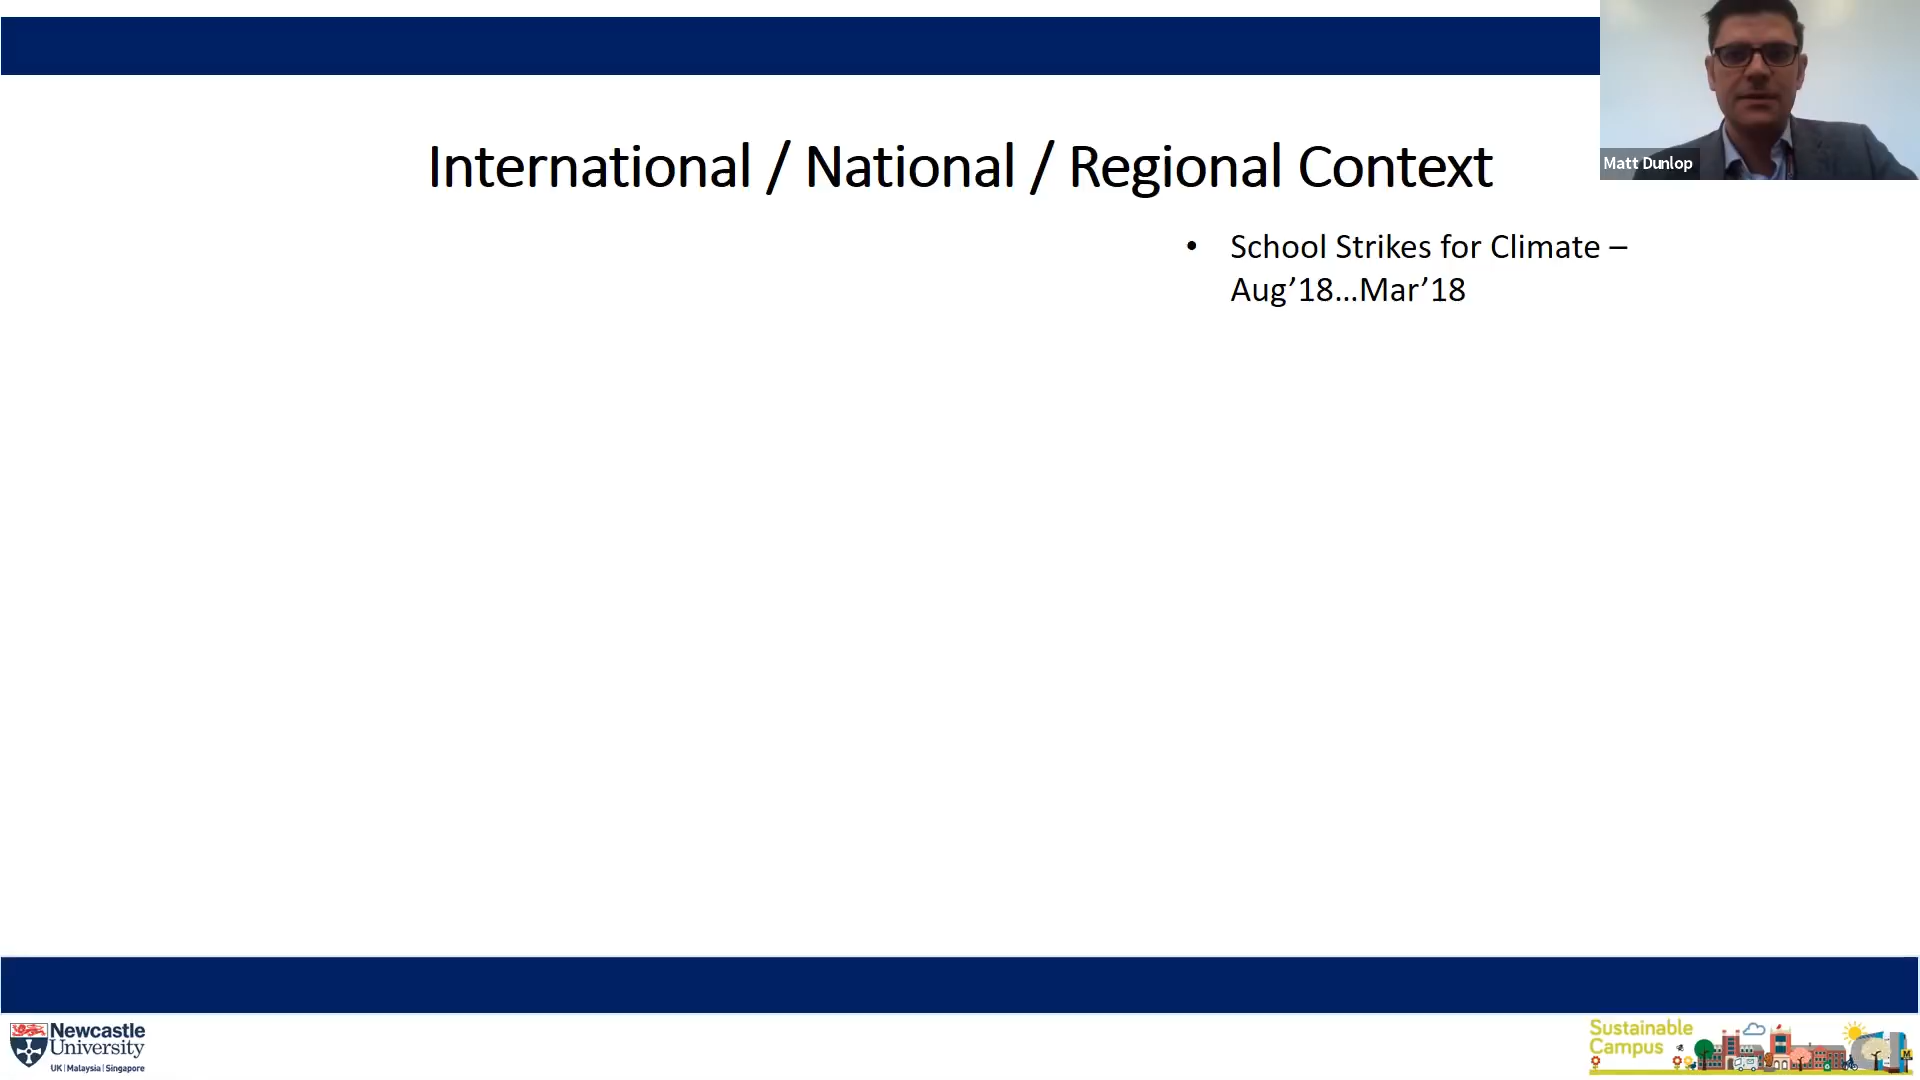 International / National / Regional Context
Matt Dunlop
• School Strikes for Climate –
Aug’18...Mar’18
Newcastle
University
UK | Malaysia | Singapore
Sustainable
Campus
M